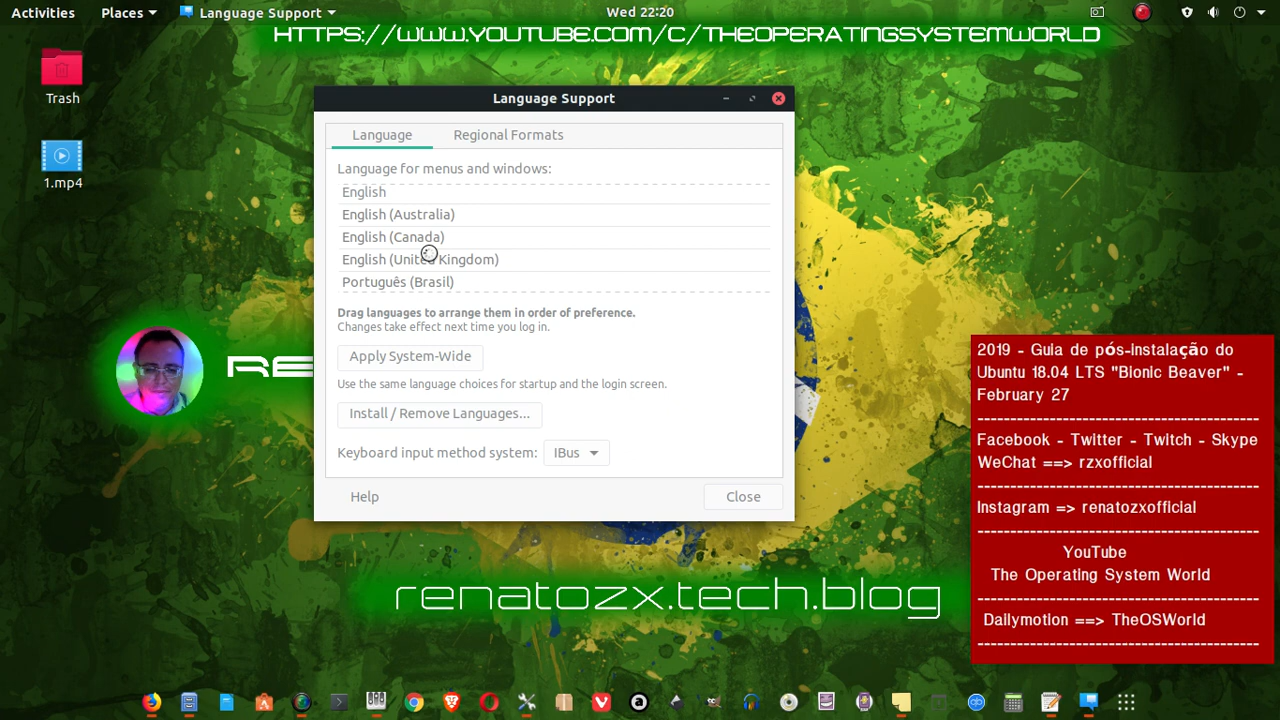 Activities
Places
Language Support
Wed 22:20
HTTPS://WWW.YOUTUBE.COM/C/THEOPERATINGSYSTEMWORLD
Trash
1.mp4
Language Support
Language
Regional Formats
Language for menus and windows:
English
English (Australia)
English (Canada)
English (United Kingdom)
Português (Brasil)
Drag languages to arrange them in order of preference.
Changes take effect next time you log in.
Apply System-Wide
Use the same language choices for startup and the login screen.
Install / Remove Languages...
Keyboard input method system:
IBus
Help
Close
renatozx.tech.blog
2019 - Guia de pós-Instalação do
Ubuntu 18.04 LTS "Bionic Beaver" -
February 27
-----------------------------------------
Facebook - Twitter - Twitch - Skype
WeChat ==> rzxofficial
-----------------------------------------
Instagram => renatozxofficial
-----------------------------------------
YouTube
The Operating System World
-----------------------------------------
Dailymotion ==> TheOSWorld
-----------------------------------------